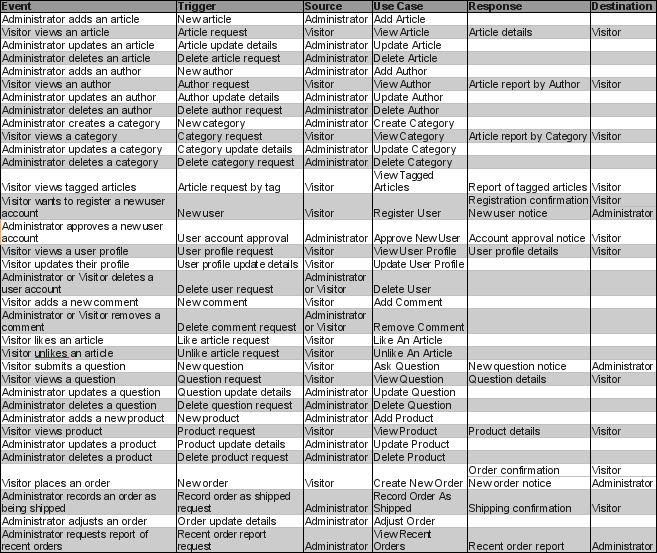 Event Trigger Source Use Case Response Destination
Administrator adds an article New article Administrator Add Article
Visitor views an article Article request Visitor View Article Article details Visitor
Administrator updates an article Article update details Administrator Update Article
Administrator deletes an article Delete article request Administrator Delete Article
Administrator adds an author New author Administrator Add Author
Visitor views an author Author request Visitor View Author Article report by Author Visitor
Administrator updates an author Author update details Administrator Update Author
Administrator deletes an author Delete author request Administrator Delete Author
Administrator creates a category New category Administrator Create Category
Visitor views a category Category request Visitor View Category Article report by Category Visitor
Administrator updates a category Category update details Administrator Update Category
Administrator deletes a category Delete category request Administrator Delete Category
View Tagged
Visitor views tagged articles Article request by tag Visitor Articles Report of tagged articles Visitor
Visitor wants to register a new user Registration confirmation Visitor
account New user Visitor Register User New user notice Administrator
Administrator approves a new user
account User account approval Administrator Approve New User Account approval notice Visitor
Visitor views a user profile User profile request Visitor View User Profile User profile details Visitor
Visitor updates their profile User profile update details Visitor Update User Profile
Administrator or Visitor deletes a Administrator
user account Delete user request or Visitor Delete User
Visitor adds a new comment New comment Visitor Add Comment
Administrator or Visitor removes a Administrator
comment Delete comment request or Visitor Remove Comment
Visitor likes an article Like article request Visitor Like An Article
Visitor unlikes an article Unlike article request Visitor Unlike An Article
Visitor submits a question New question Visitor Ask Question New question notice Administrator
Visitor views a question Question request Visitor View Question Question details Visitor
Administrator updates a question Question update details Administrator Update Question
Administrator deletes a question Delete question request Administrator Delete Question
Administrator adds a new product New product Administrator Add Product
Visitor views product Product request Visitor View Product Product details Visitor
Administrator updates a product Product update details Administrator Update Product
Administrator deletes a product Delete product request Administrator Delete Product
Order confirmation Visitor
Visitor places an order New order Visitor Create New Order New order notice Administrator
Administrator records an order as Record order as shipped Record Order As
being shipped request Administrator Shipped Shipping confirmation Visitor
Administrator adjusts an order Order update details Administrator Adjust Order
Administrator requests report of Recent order report View Recent
recent orders request Administrator Orders Recent order report Administrator